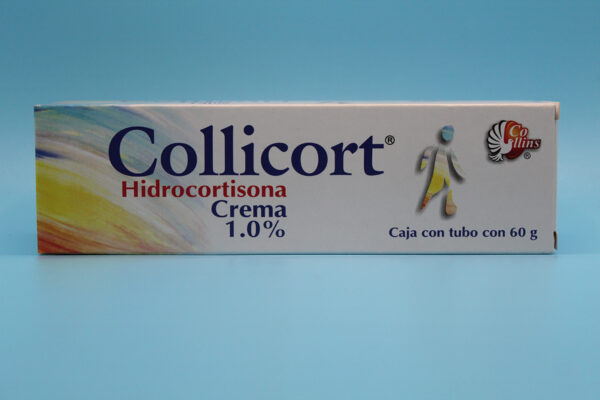 Collicort®
Hidrocortisona
Crema
1.0%
Collins®
Caja con tubo con 60 g